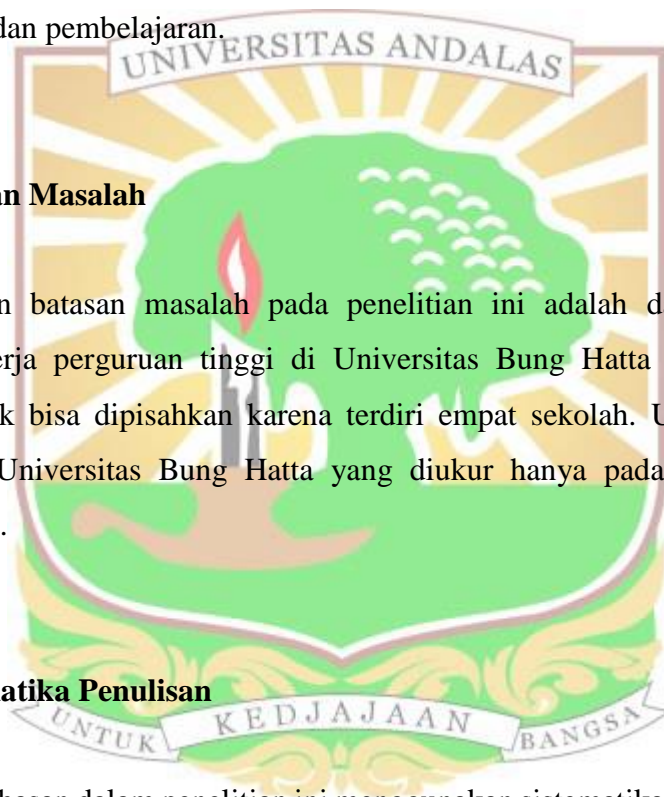 dan pembelajaran.
UNIVERSITAS ANDALAS
an Masalah
n batasan masalah pada penelitian ini adalah d
erja perguruan tinggi di Universitas Bung Hatta
k bisa dipisahkan karena terdiri empat sekolah. U
Universitas Bung Hatta yang diukur hanya pada
.
atika Penulisan
UNTUK KEDJAJAAN BANGSA
hasan dalam penelitian ini menggunakan sistematika